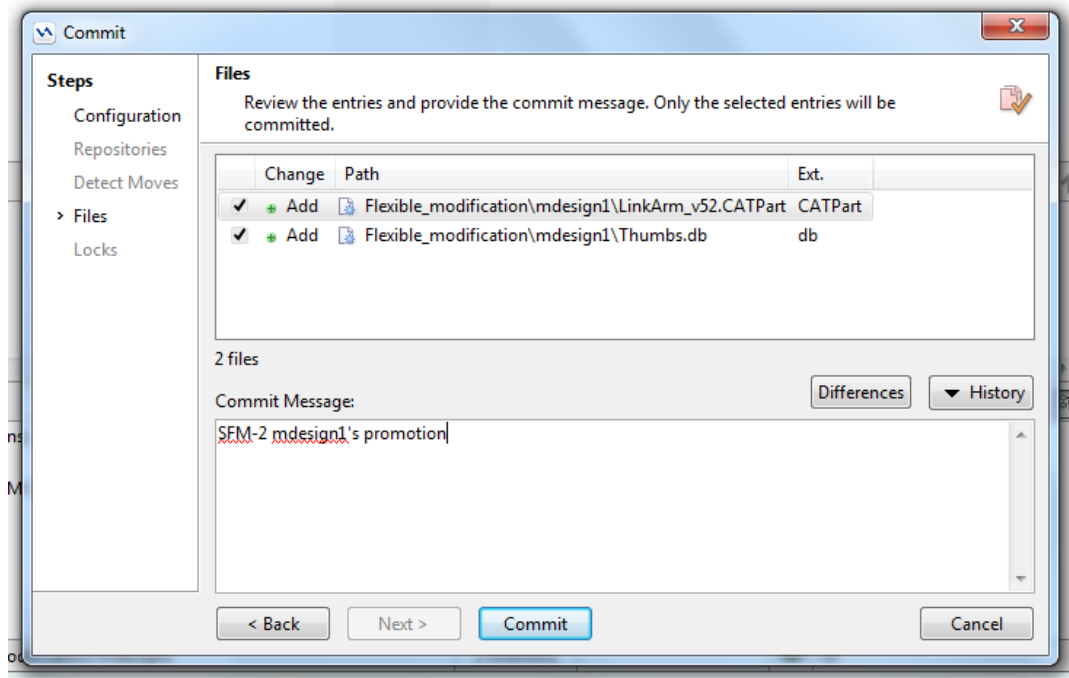 Commit
Steps
Configuration
Repositories
Detect Moves
> Files
Locks
Files
Review the entries and provide the commit message. Only the selected entries will be
committed.
Change Path Ext.
Add Flexible_modification\mdesign1\LinkArm_v52.CATPart CATPart
Add Flexible_modification\mdesign1\Thumbs.db db
2 files
Differences
History
Commit Message:
SFM-2 mdesign1's promotion
< Back
Next >
Commit
Cancel